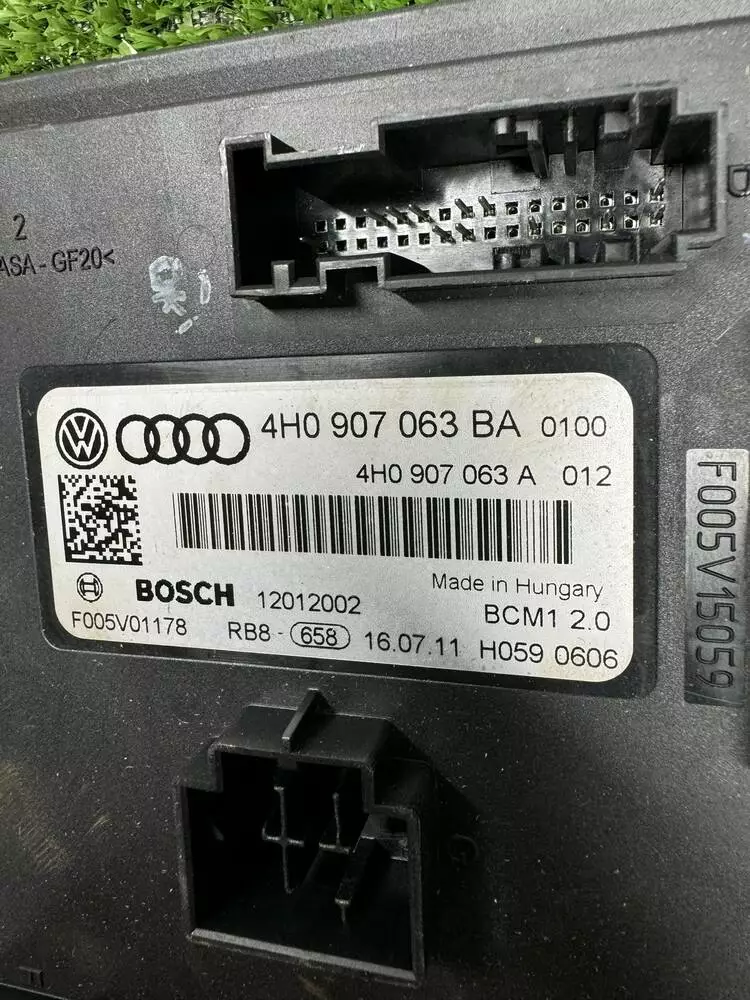 2
ASA-GF20<
D
4H0 907 063 BA 0100
4H0 907 063 A 012
BOSCH 12012002
Made in Hungary
BCM1 2.0
F005V01178 RB8-658 16.07.11 H059 0606
F005V15059